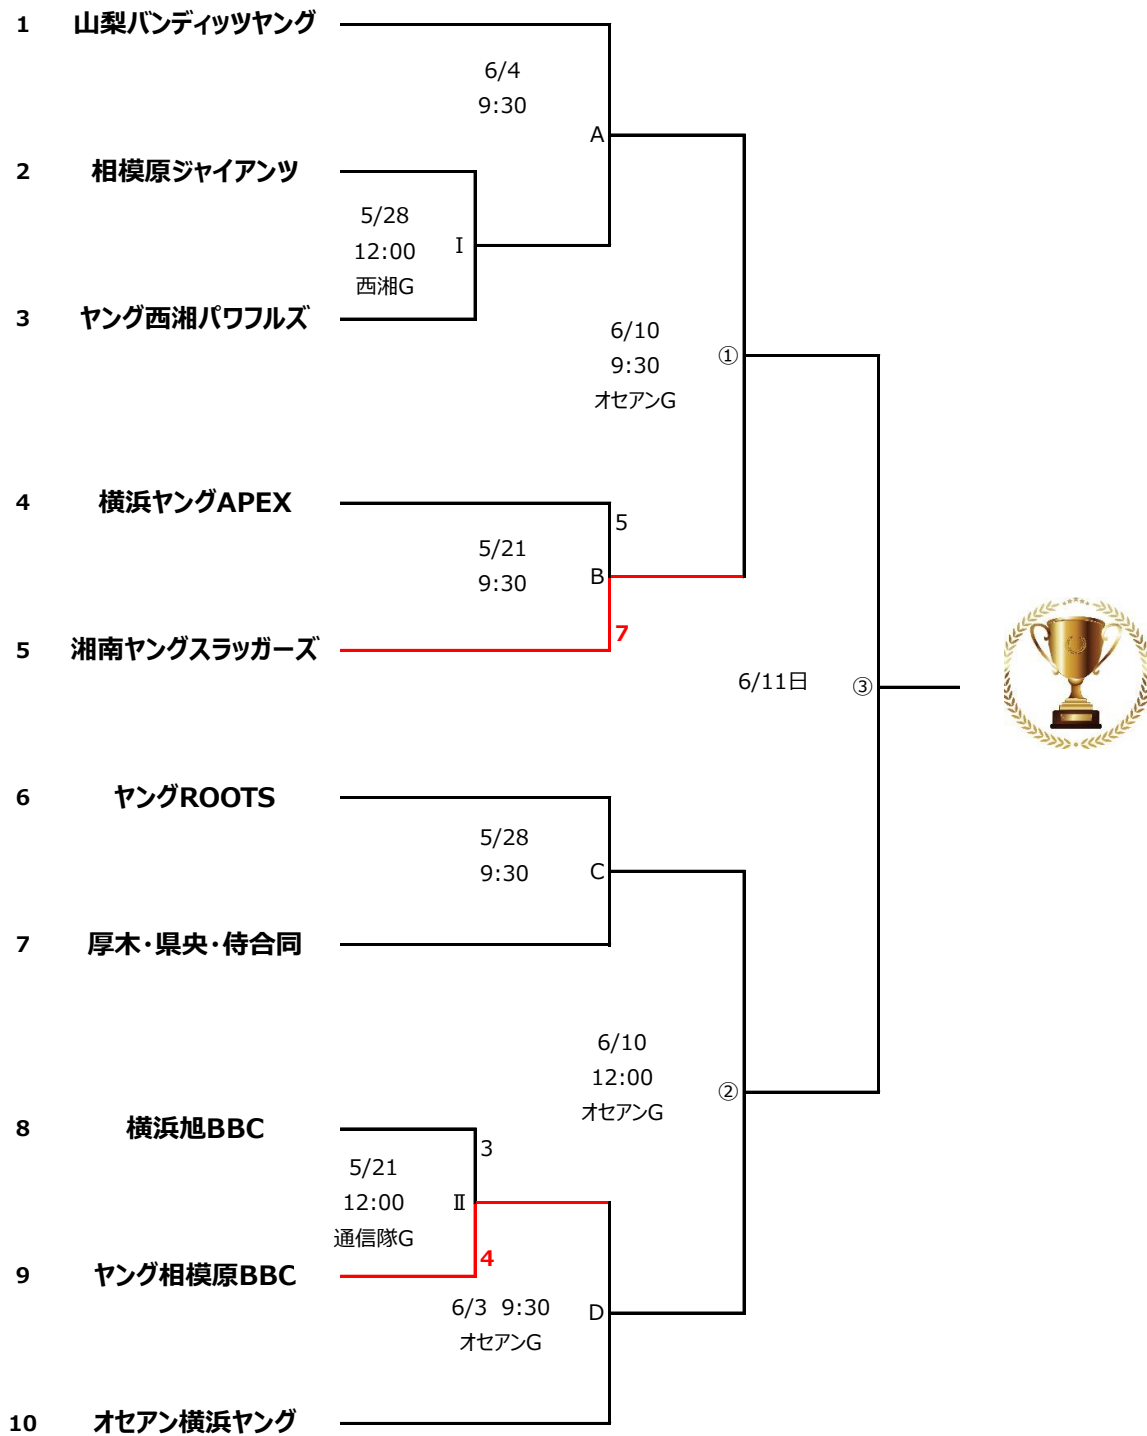 1 山梨バンディッツヤング
6/4
9:30
A
2 相模原ジャイアンツ
5/28
12:00
Ⅰ
西湘G
3 ヤング西湘パワフルズ
6/10
9:30
①
オセアンG
4 横浜ヤングAPEX
5
5/21
9:30
B
7
5 湘南ヤングスラッガーズ
6/11日
③
6 ヤングROOTS
5/28
9:30
C
7 厚木・県央・侍合同
6/10
12:00
②
オセアンG
8 横浜旭BBC
3
5/21
12:00
Ⅱ
通信隊G
4
9 ヤング相模原BBC
6/3 9:30
D
オセアンG
10 オセアン横浜ヤング